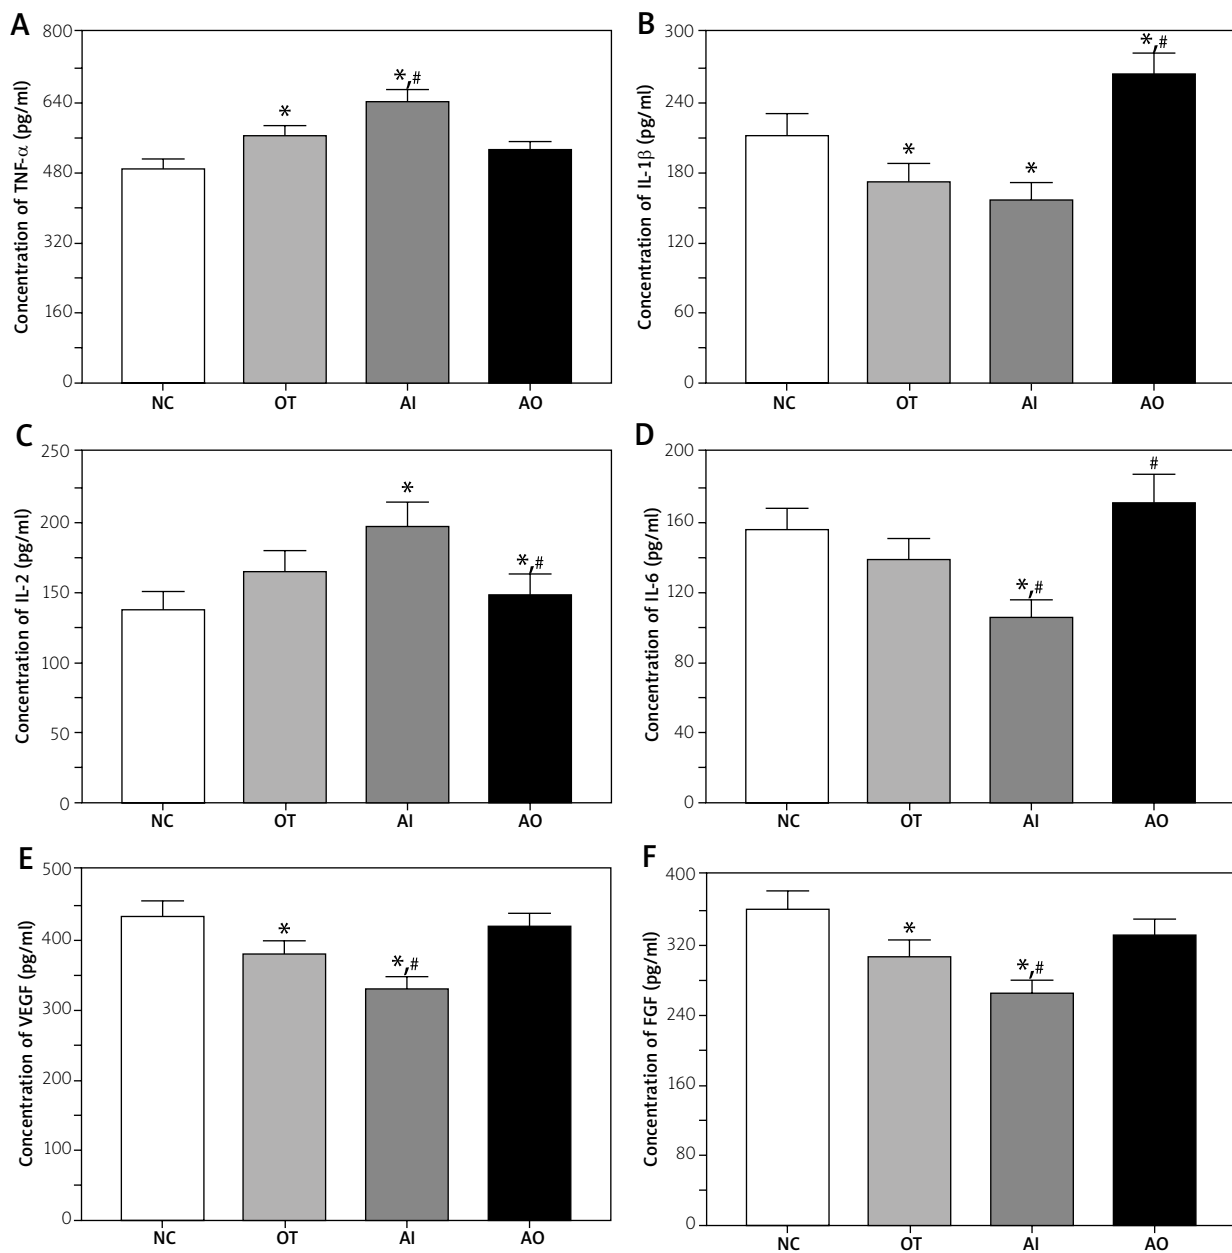 A
Concentration of TNF-α (pg/ml)
800
640
480
320
160
0
*
*,#
NC OT AI AO
B
Concentration of IL-1β (pg/ml)
300
240
180
120
60
0
*
*
*,#
NC OT AI AO
C
Concentration of IL-2 (pg/ml)
250
200
150
100
50
0
*
*,#
NC OT AI AO
D
Concentration of IL-6 (pg/ml)
200
160
120
80
40
0
*,#
#
NC OT AI AO
E
Concentration of VEGF (pg/ml)
500
400
300
200
100
0
*
*,#
NC OT AI AO
F
Concentration of FGF (pg/ml)
400
320
240
160
80
0
*
*,#
NC OT AI AO